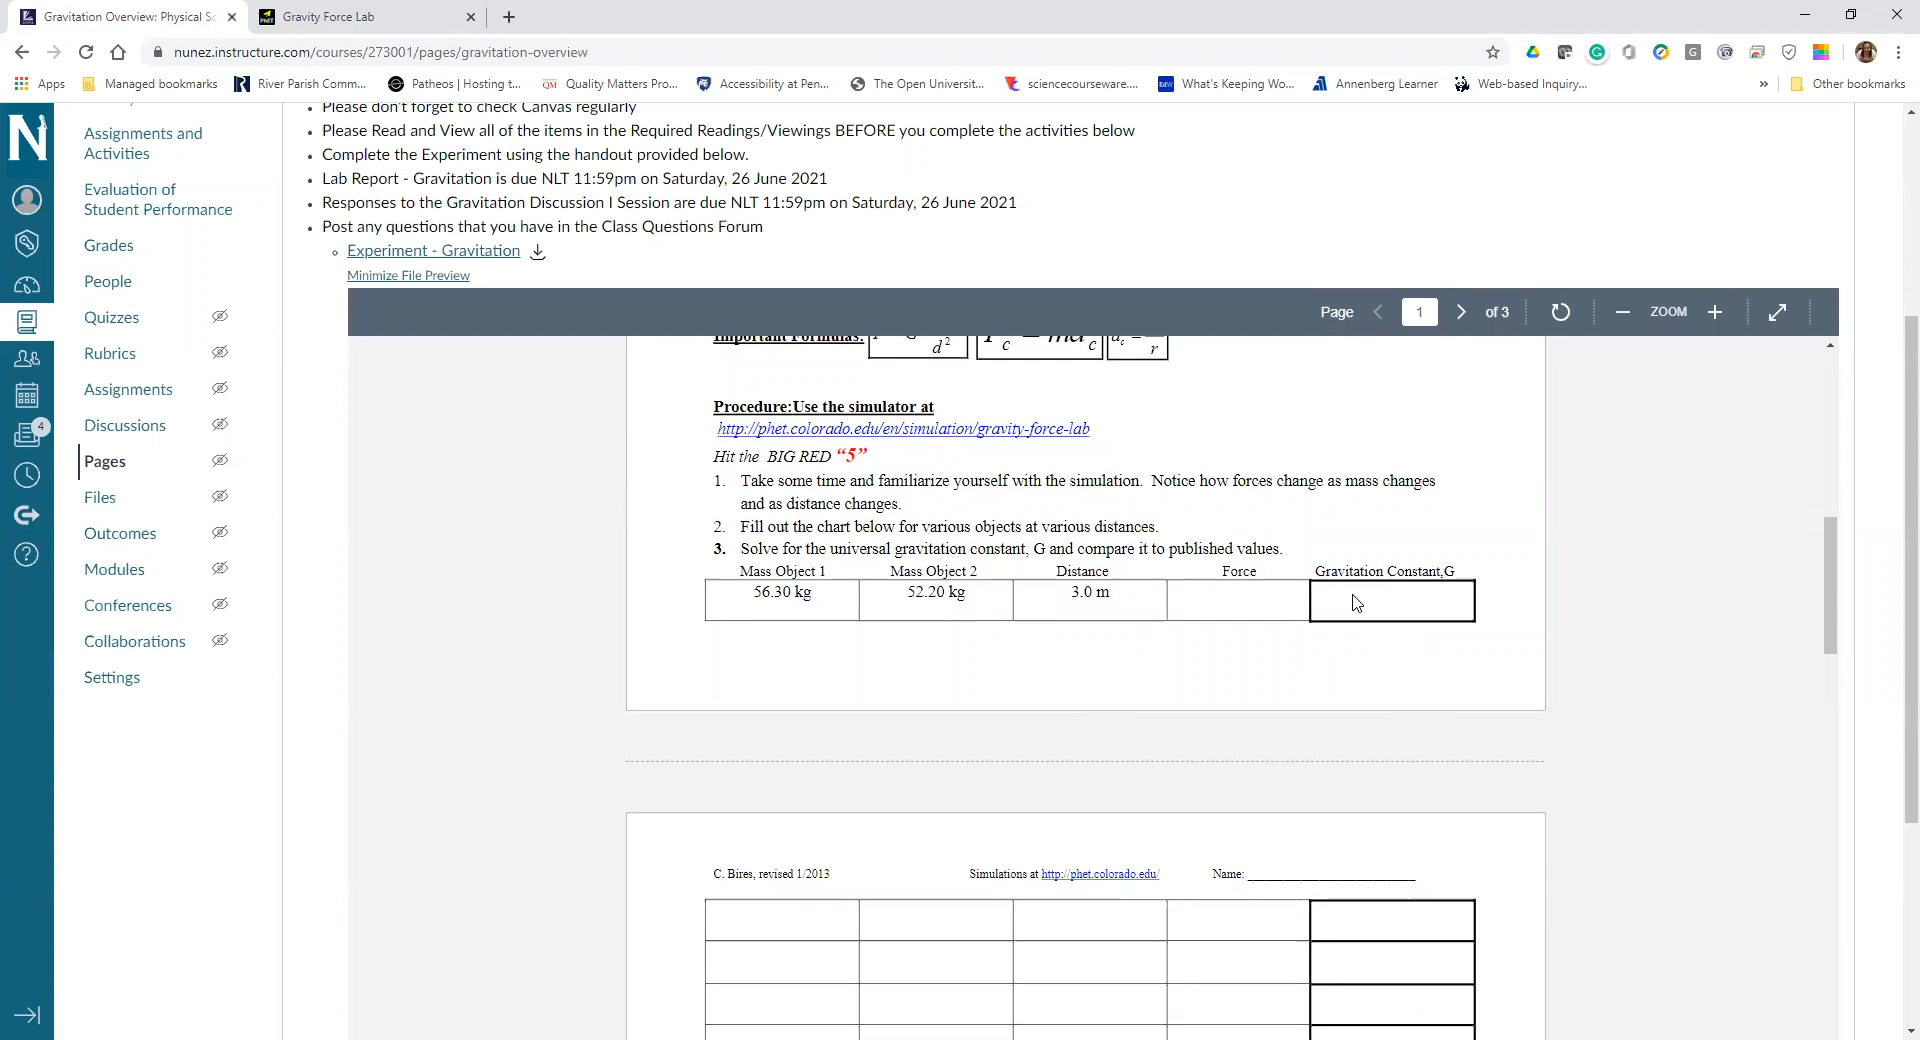 Gravitation Overview: Physical Sc
Gravity Force Lab
nunez.instructure.com/courses/273001/pages/gravitation-overview
Apps
Managed bookmarks
River Parish Comm...
Patheos | Hosting t...
Quality Matters Pro...
Accessibility at Pen...
The Open Universit...
sciencecourseware....
What's Keeping Wo...
Annenberg Learner
Web-based Inquiry...
Other bookmarks
N
Assignments and
Activities
Evaluation of
Student Performance
Grades
People
Quizzes
Rubrics
Assignments
Discussions
Pages
Files
Outcomes
Modules
Conferences
Collaborations
Settings
4
Please don't forget to check Canvas regularly
Please Read and View all of the items in the Required Readings/Viewings BEFORE you complete the activities below
Complete the Experiment using the handout provided below.
Lab Report - Gravitation is due NLT 11:59pm on Saturday, 26 June 2021
Responses to the Gravitation Discussion I Session are due NLT 11:59pm on Saturday, 26 June 2021
Post any questions that you have in the Class Questions Forum
Experiment - Gravitation
Minimize File Preview
Page 1 of 3 ZOOM
Important Formulas:
Procedure:Use the simulator at
http://phet.colorado.edu/en/simulation/gravity-force-lab
Hit the BIG RED “5”
1. Take some time and familiarize yourself with the simulation. Notice how forces change as mass changes
and as distance changes.
2. Fill out the chart below for various objects at various distances.
3. Solve for the universal gravitation constant, G and compare it to published values.
Mass Object 1 Mass Object 2 Distance Force Gravitation Constant,G
56.30 kg 52.20 kg 3.0 m
C. Bires, revised 1/2013 Simulations at http://phet.colorado.edu/ Name: